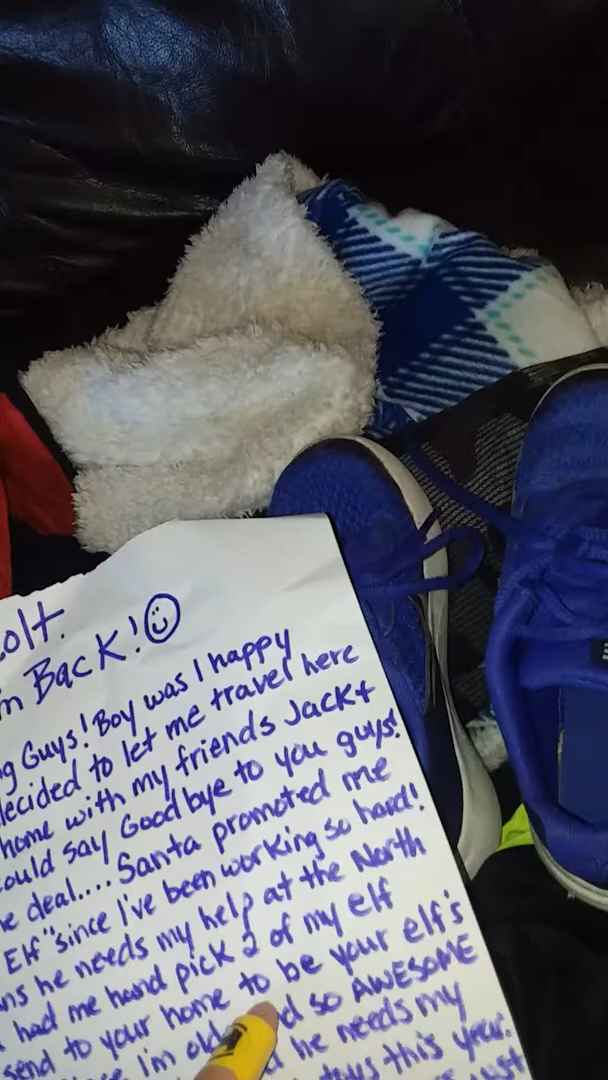 olt.
m Back! ☺
g Guys! Boy was I happy
decided to let me travel here
home with my friends Jack +
ould say Goodbye to you guys!
e deal.... Santa promoted me
Elf" since I've been working so hard!
ns he needs my help at the North
had me hand pick 2 of my elf
send to your home to be your elf's
I'm old d so AWESOME
he needs my
this year.